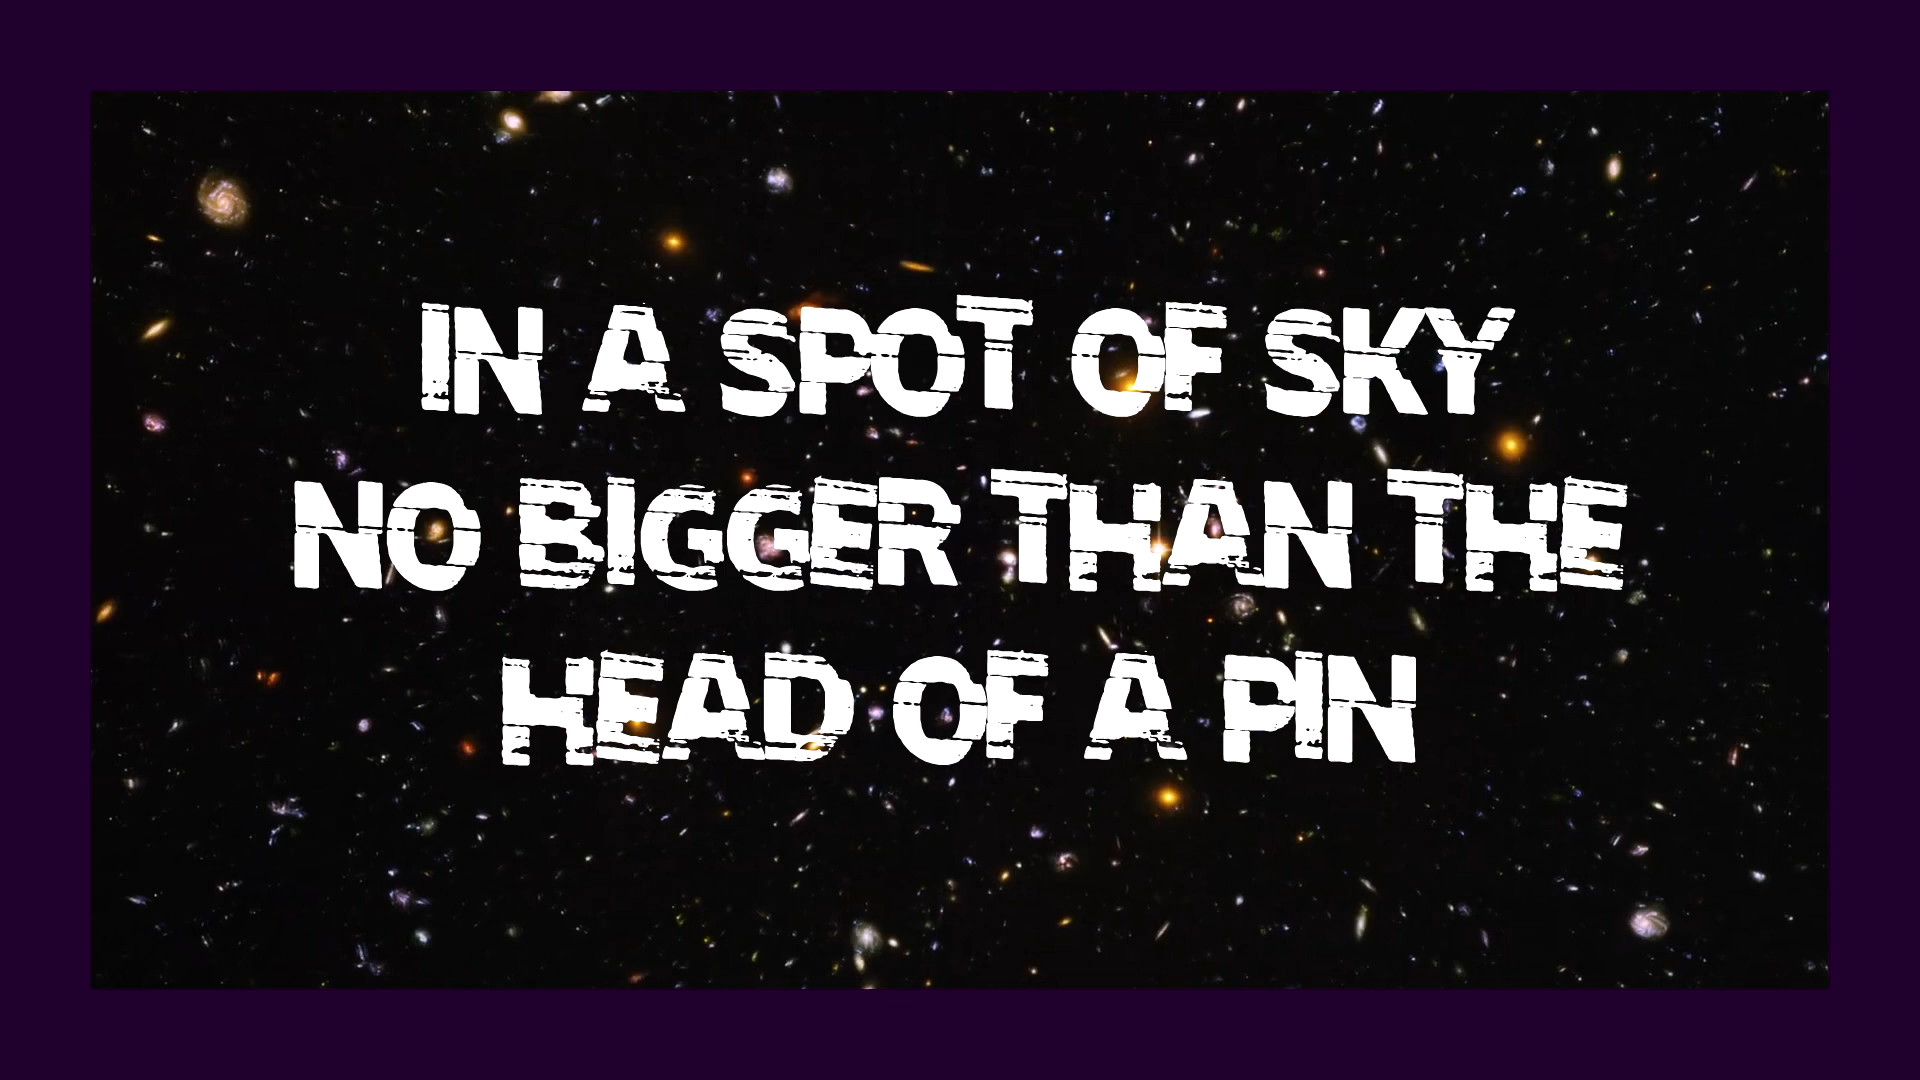 IN A SPOT OF SKY
NO BIGGER THAN THE
HEAD OF A PIN